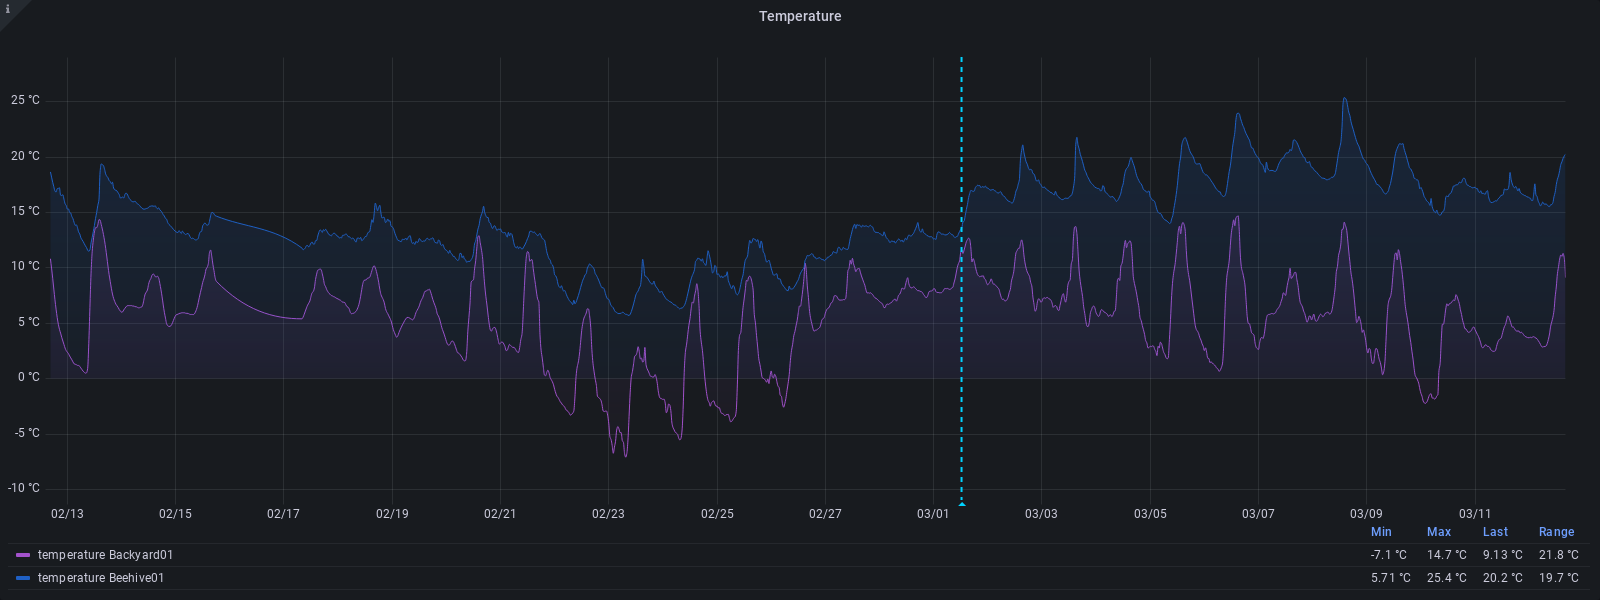 i
Temperature
25 °C
20 °C
15 °C
10 °C
5 °C
0 °C
-5 °C
-10 °C
02/13 02/15 02/17 02/19 02/21 02/23 02/25 02/27 03/01 03/03 03/05 03/07 03/09 03/11
Min Max Last Range
temperature Backyard01 -7.1 °C 14.7 °C 9.13 °C 21.8 °C
temperature Beehive01 5.71 °C 25.4 °C 20.2 °C 19.7 °C